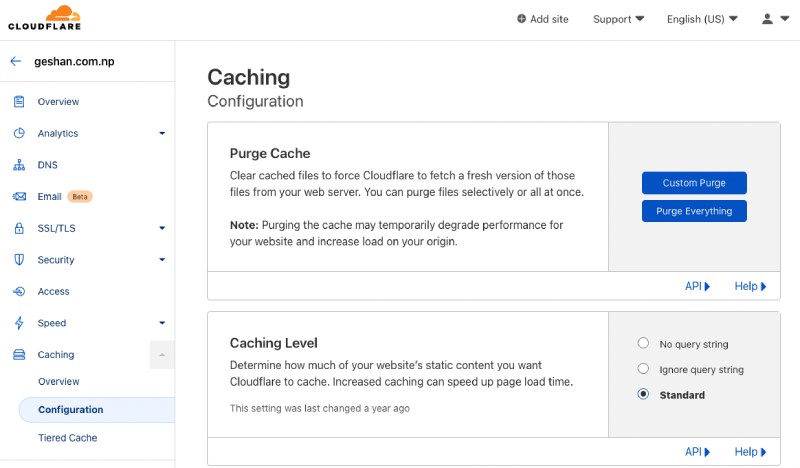 CLOUDFLARE
Add site
Support
English (US)
geshan.com.np
Overview
Analytics
DNS
Email Beta
SSL/TLS
Security
Access
Speed
Caching
Overview
Configuration
Tiered Cache
Caching
Configuration
Purge Cache
Clear cached files to force Cloudflare to fetch a fresh version of those
files from your web server. You can purge files selectively or all at once.
Note: Purging the cache may temporarily degrade performance for
your website and increase load on your origin.
Custom Purge
Purge Everything
API
Help
Caching Level
Determine how much of your website's static content you want
Cloudflare to cache. Increased caching can speed up page load time.
This setting was last changed a year ago
No query string
Ignore query string
Standard
API
Help